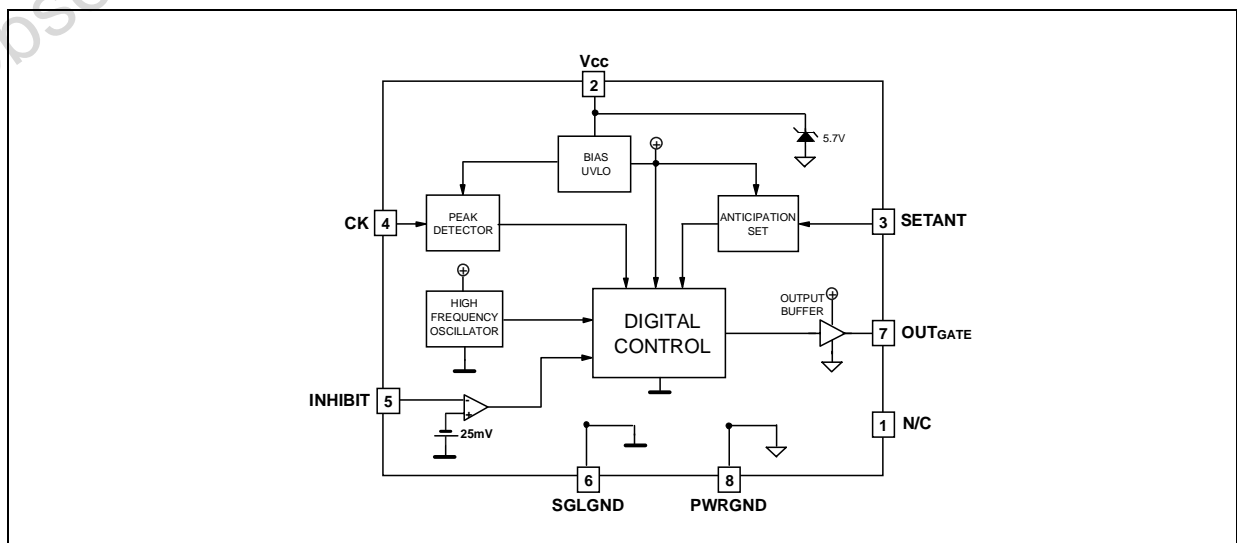 Vcc
2
5.7V
BIAS
UVLO
CK
4
PEAK
DETECTOR
ANTICIPATION
SET
3
SETANT
HIGH
FREQUENCY
OSCILLATOR
DIGITAL
CONTROL
OUTPUT
BUFFER
7
OUTGATE
INHIBIT
5
-
+
25mV
1
N/C
6
SGLGND
8
PWRGND